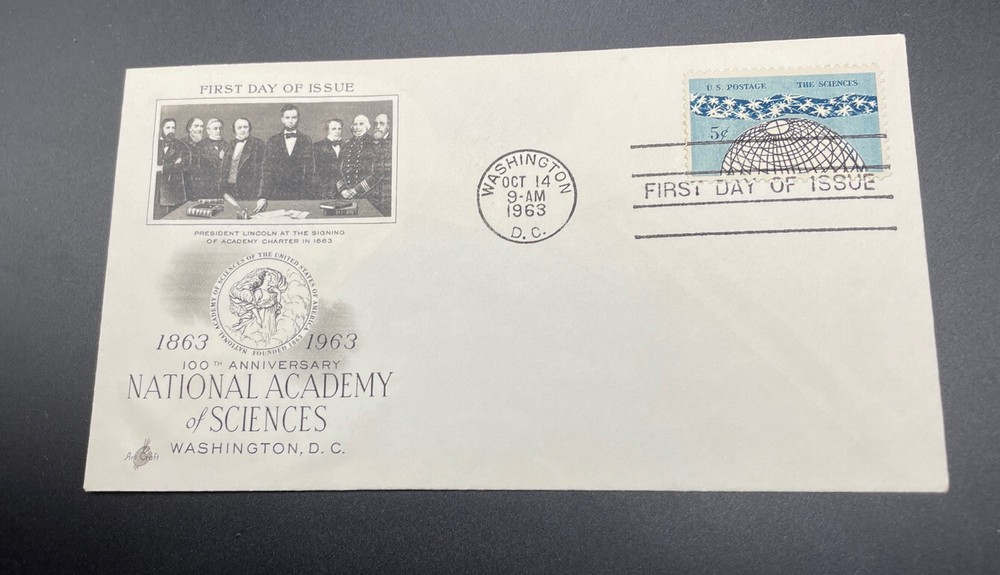 FIRST DAY OF ISSUE
PRESIDENT LINCOLN AT THE SIGNING
OF ACADEMY CHARTER IN 1863
NATIONAL ACADEMY OF SCIENCES OF THE UNITED STATES OF AMERICA
FOUNDED 1863
1863 1963
100TH ANNIVERSARY
NATIONAL ACADEMY
of SCIENCES
WASHINGTON, D. C.
Art Craft
WASHINGTON
OCT 14
9-AM
1963
D. C.
U. S. POSTAGE THE SCIENCES
5¢
FIRST DAY OF ISSUE